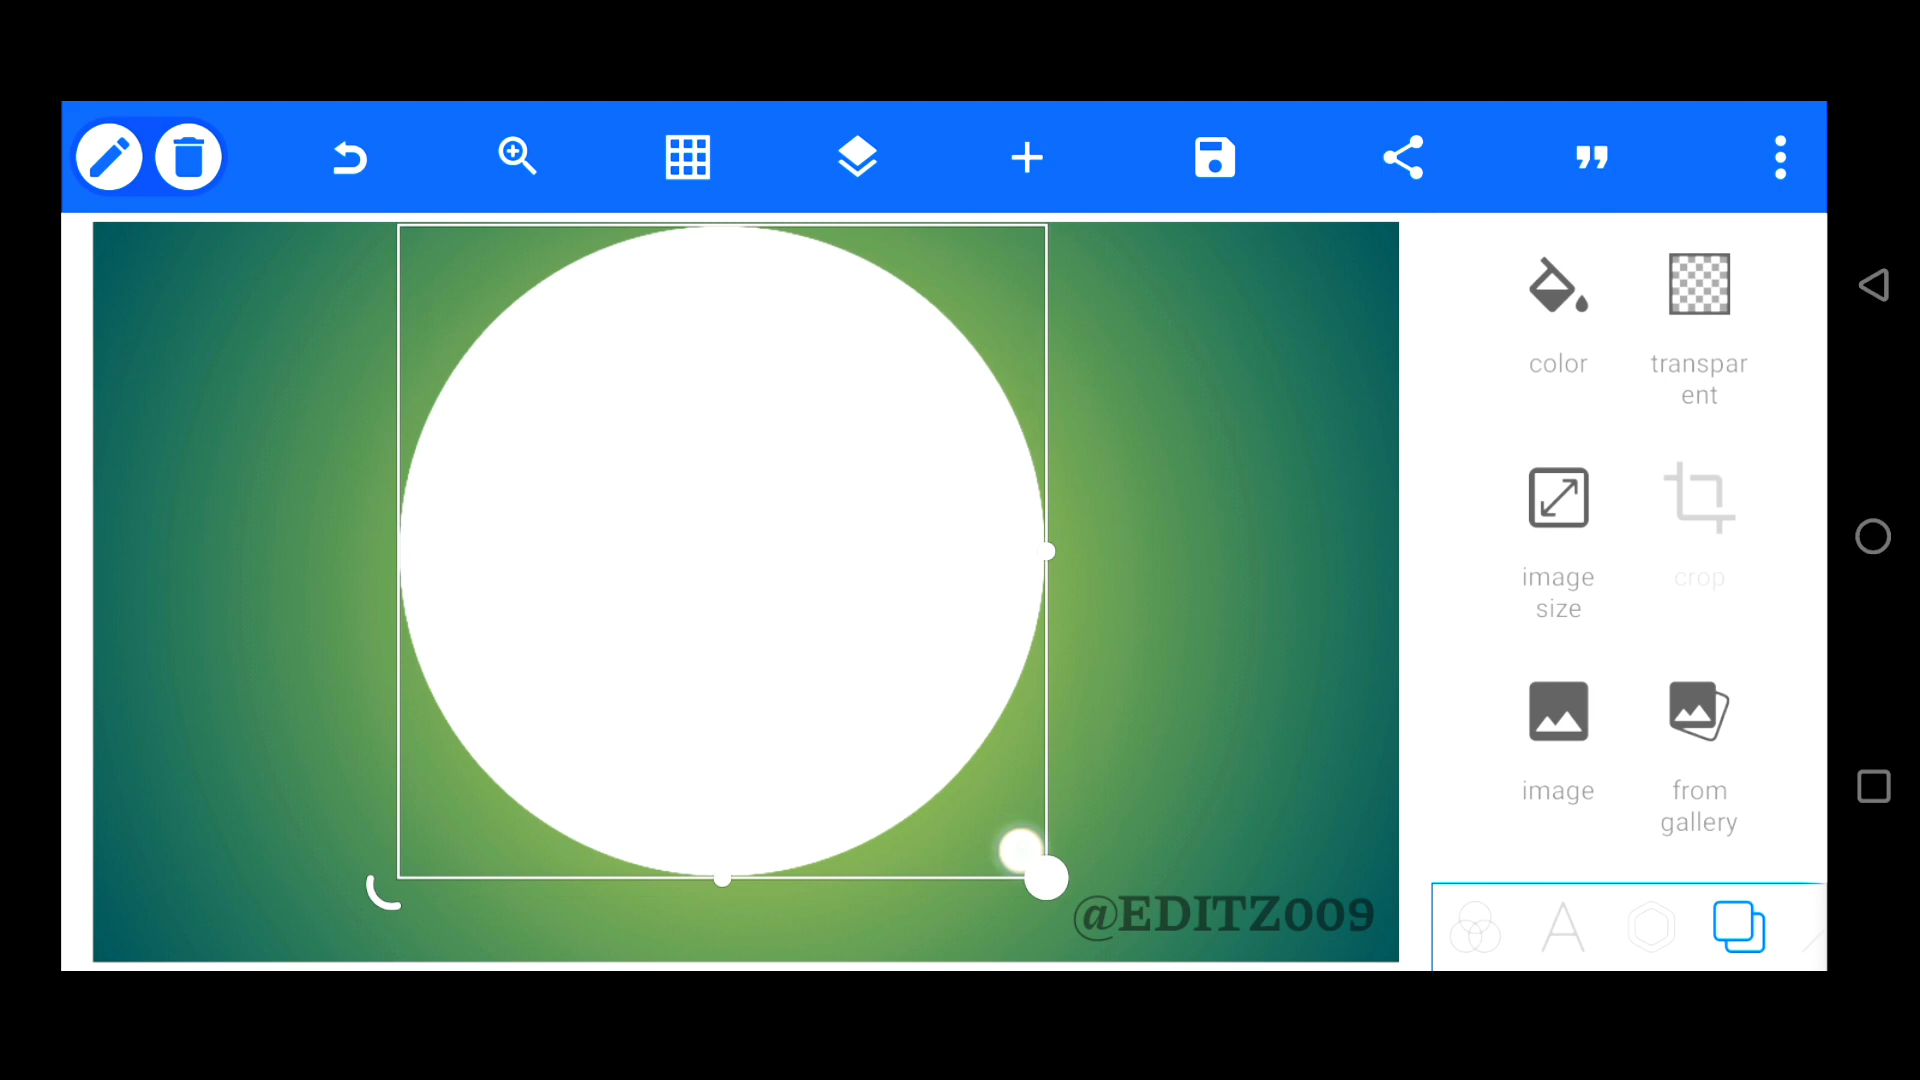 color
transpar
ent
image
size
crop
image
from
gallery
@EDITZ009